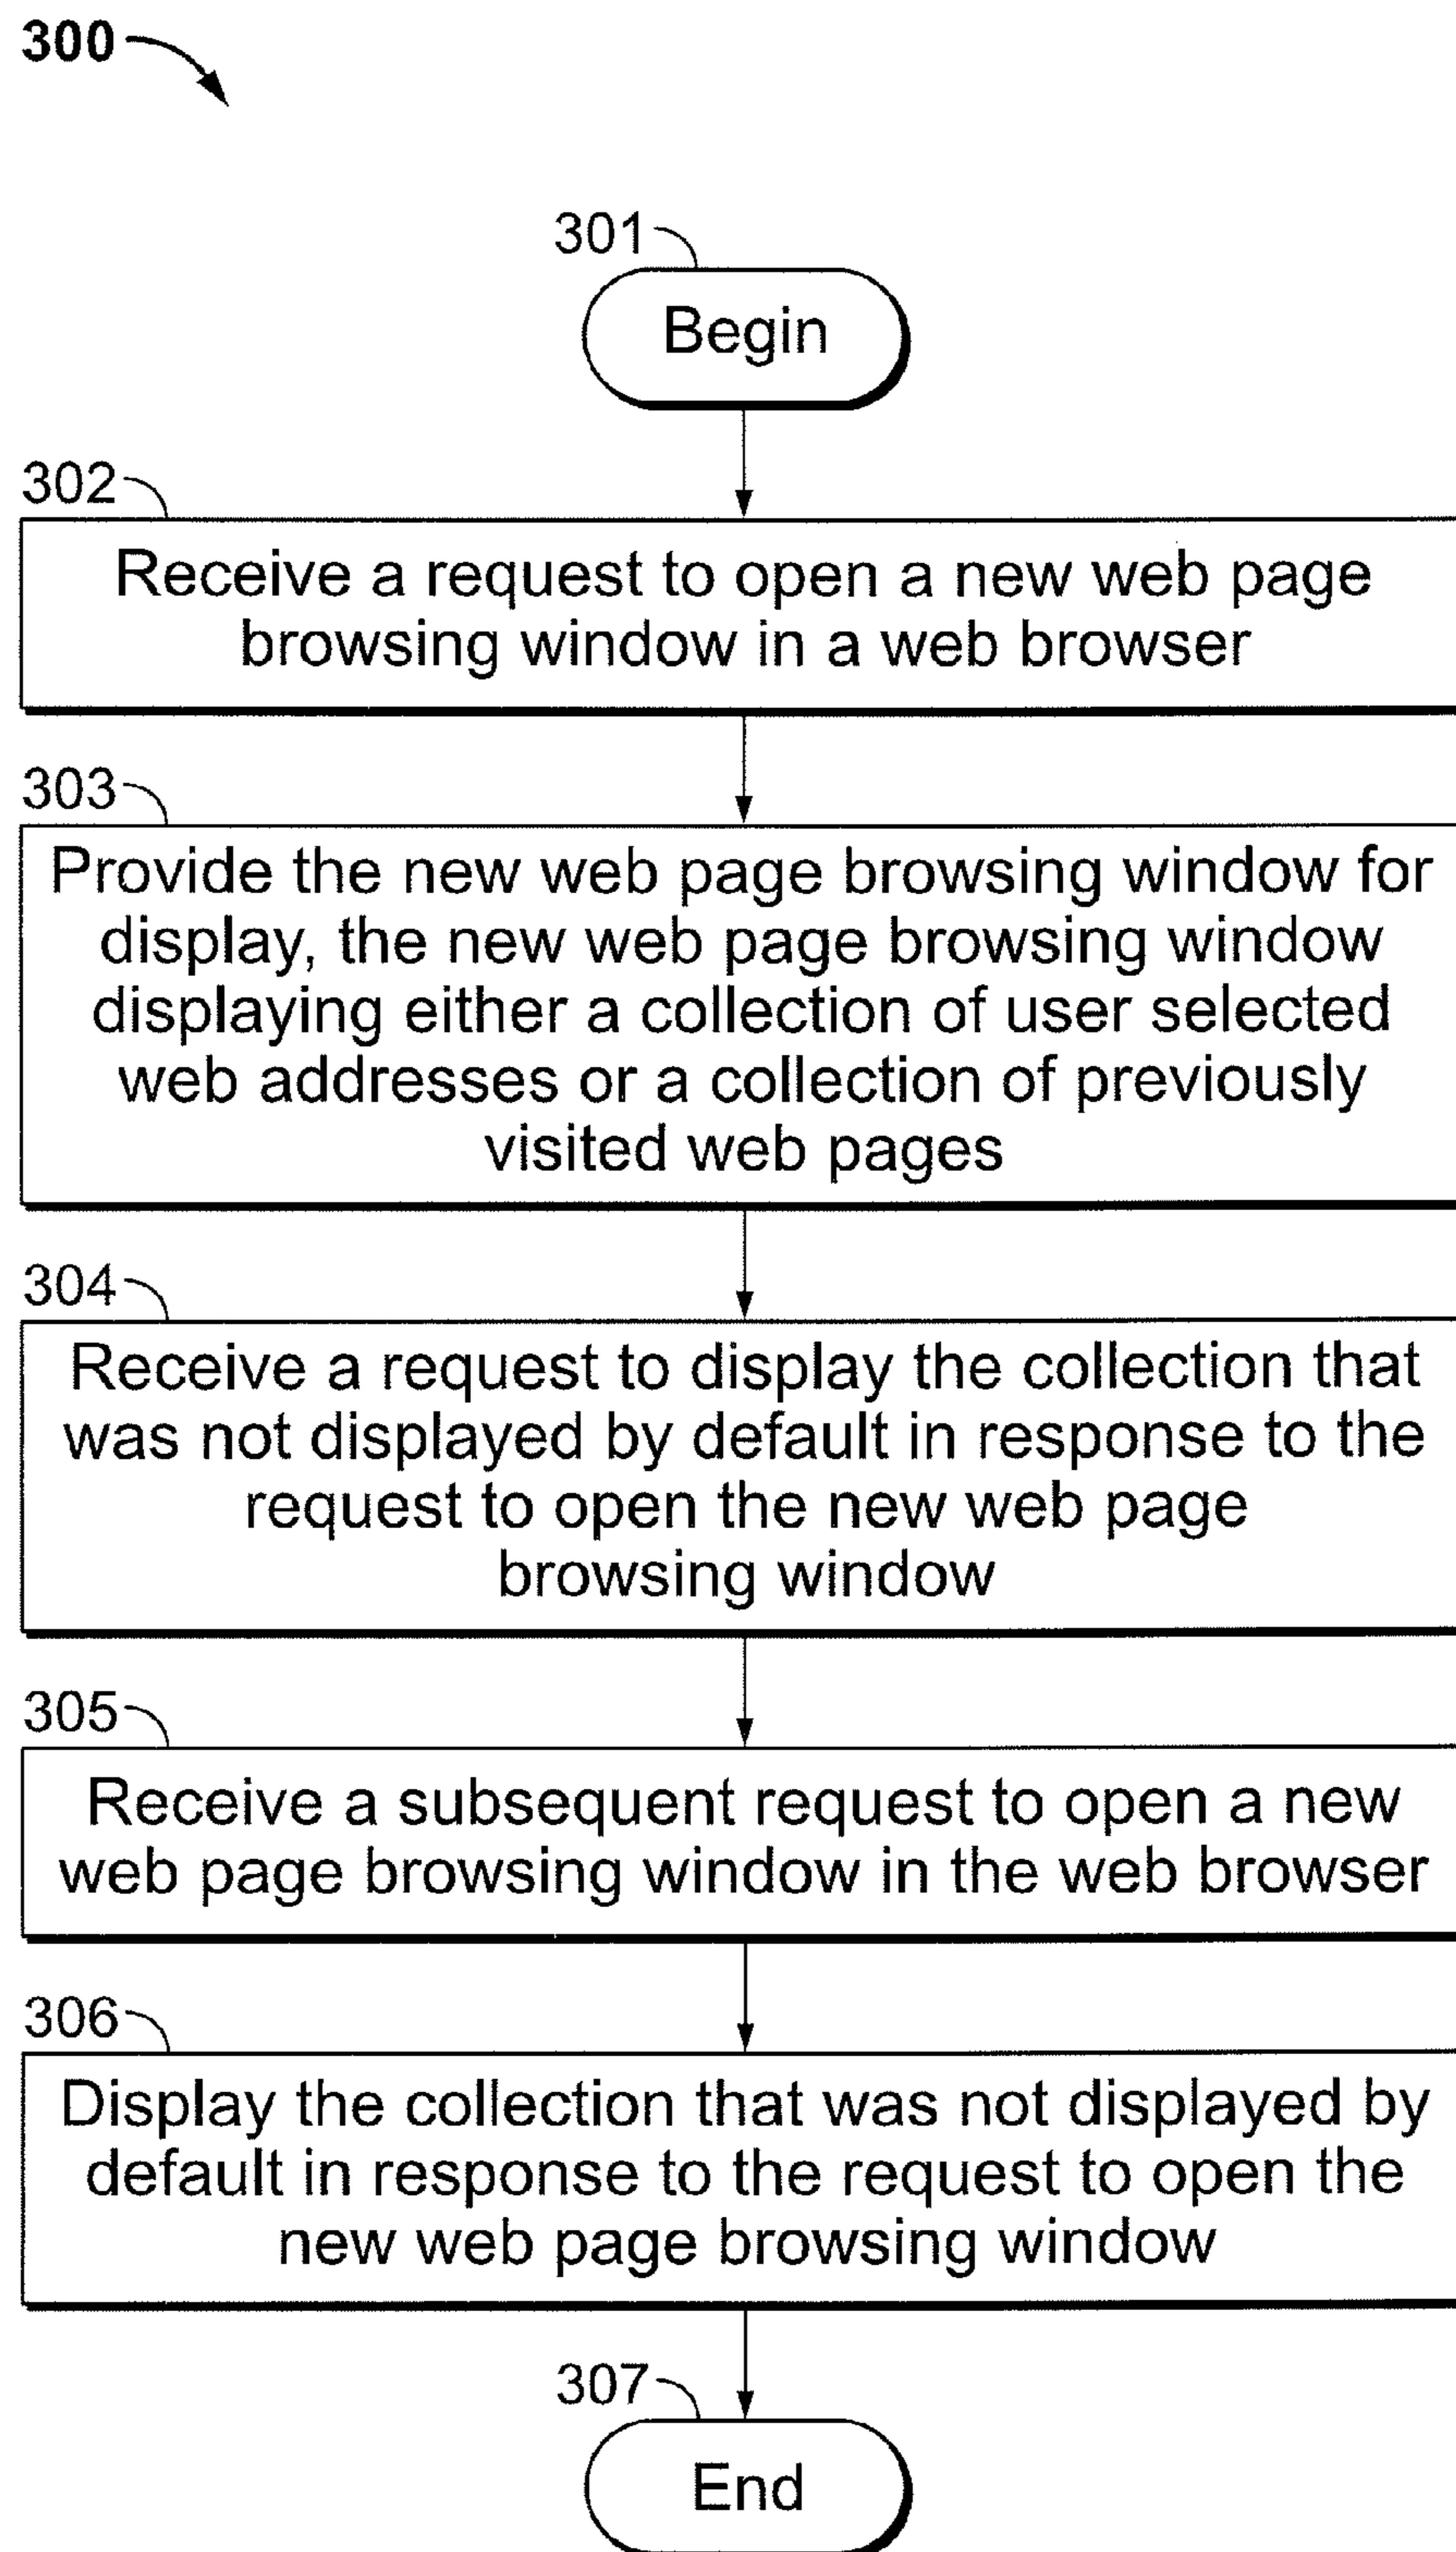 300
301
Begin
302
Receive a request to open a new web page
browsing window in a web browser
303
Provide the new web page browsing window for
display, the new web page browsing window
displaying either a collection of user selected
web addresses or a collection of previously
visited web pages
304
Receive a request to display the collection that
was not displayed by default in response to the
request to open the new web page
browsing window
305
Receive a subsequent request to open a new
web page browsing window in the web browser
306
Display the collection that was not displayed by
default in response to the request to open the
new web page browsing window
307
End